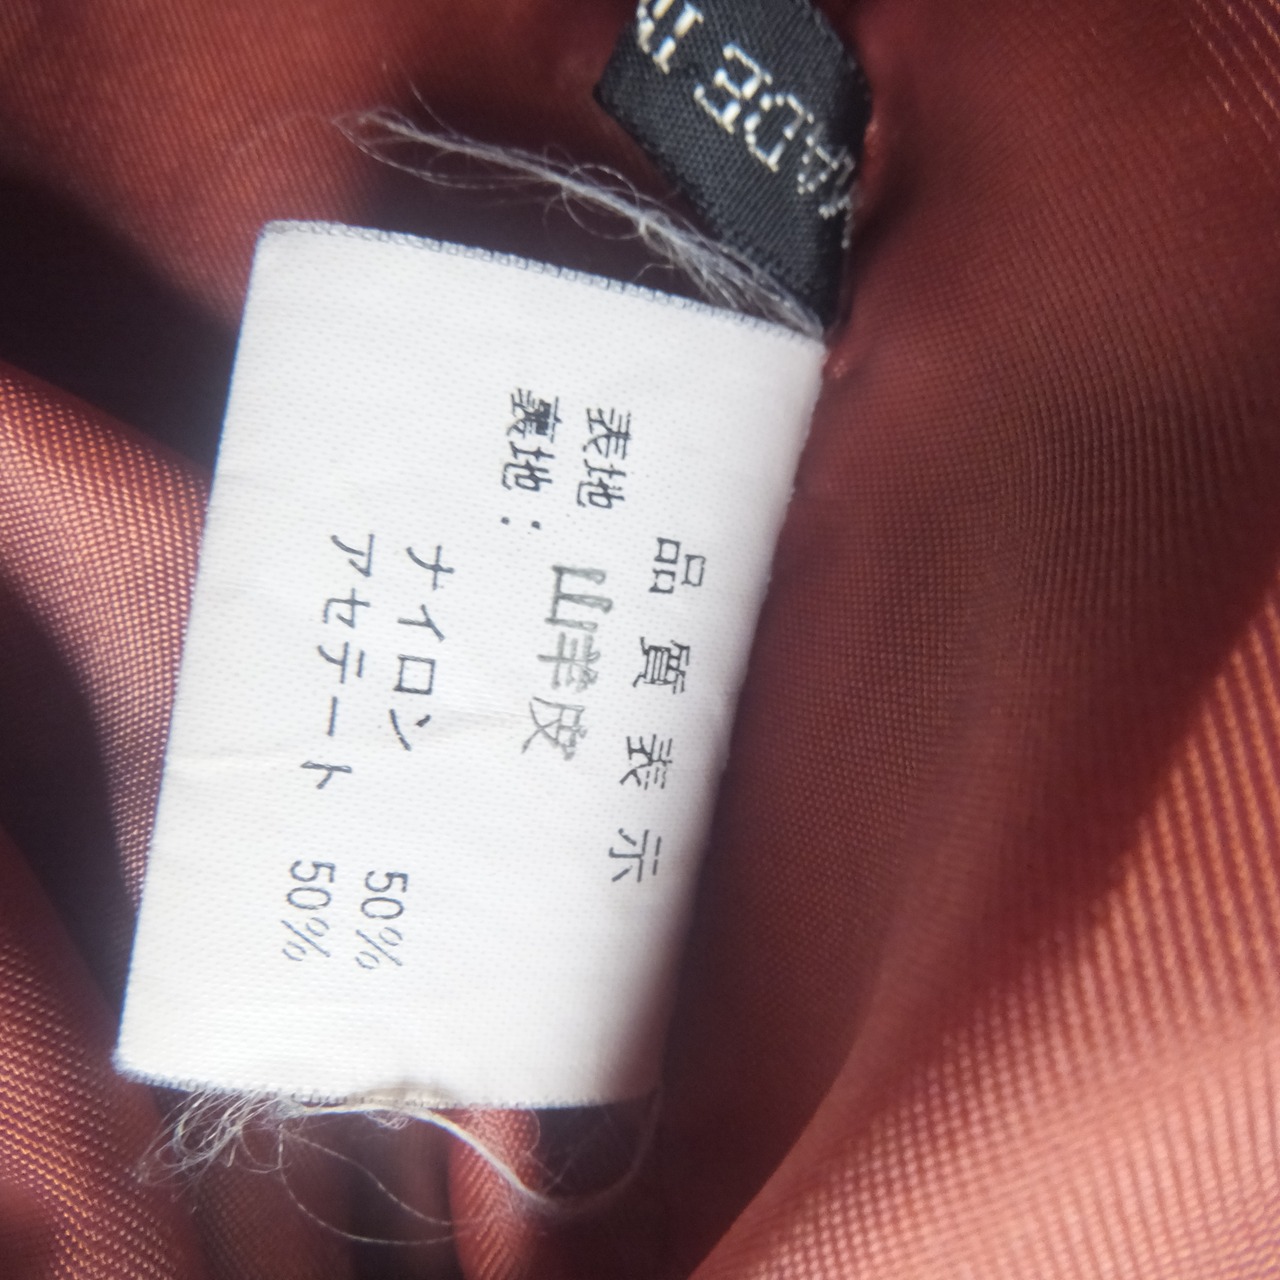 MADE I
品質表示
表地 山羊皮
裏地:
ナイロン 50%
アセテート 50%